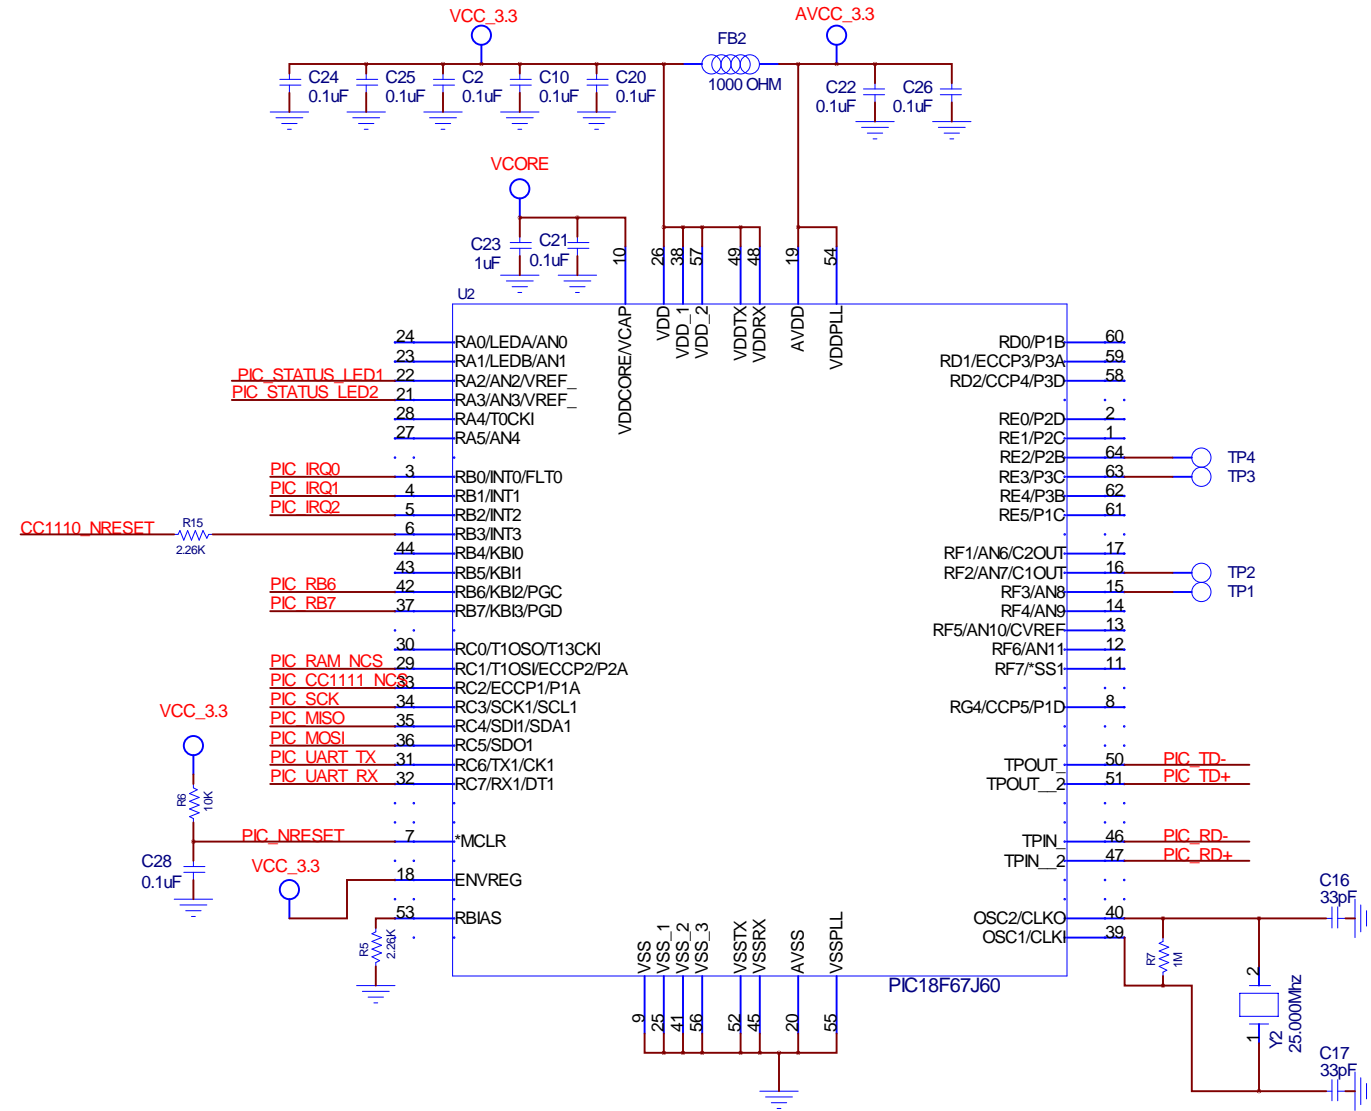 VCC_3.3
AVCC_3.3
FB2
1000 OHM
C24
0.1uF
C25
0.1uF
C2
0.1uF
C10
0.1uF
C20
0.1uF
C22
0.1uF
C26
0.1uF
VCORE
C23
1uF
C21
0.1uF
10
26
38
57
49
48
19
54
U2
VDDCORE/VCAP
VDD
VDD_1
VDD_2
VDDTX
VDDRX
AVDD
VDDPLL
24 RA0/LEDA/AN0
23 RA1/LEDB/AN1
PIC_STATUS_LED1 22 RA2/AN2/VREF_
PIC_STATUS_LED2 21 RA3/AN3/VREF_
28 RA4/T0CKI
27 RA5/AN4
PIC_IRQ0 3 RB0/INT0/FLT0
PIC_IRQ1 4 RB1/INT1
PIC_IRQ2 5 RB2/INT2
CC1110_NRESET R15 6 RB3/INT3
2.26K
44 RB4/KBI0
43 RB5/KBI1
PIC_RB6 42 RB6/KBI2/PGC
PIC_RB7 37 RB7/KBI3/PGD
30 RC0/T1OSO/T13CKI
PIC_RAM_NCS 29 RC1/T1OSI/ECCP2/P2A
PIC_CC1111_NCS 33 RC2/ECCP1/P1A
PIC_SCK 34 RC3/SCK1/SCL1
PIC_MISO 35 RC4/SDI1/SDA1
PIC_MOSI 36 RC5/SDO1
PIC_UART_TX 31 RC6/TX1/CK1
PIC_UART_RX 32 RC7/RX1/DT1
VCC_3.3
R6
10K
PIC_NRESET 7 *MCLR
C28
0.1uF
VCC_3.3
18 ENVREG
53 RBIAS
R5
2.26K
RD0/P1B 60
RD1/ECCP3/P3A 59
RD2/CCP4/P3D 58
RE0/P2D 2
RE1/P2C 1
RE2/P2B 64 TP4
RE3/P3C 63 TP3
RE4/P3B 62
RE5/P1C 61
RF1/AN6/C2OUT 17
RF2/AN7/C1OUT 16 TP2
RF3/AN8 15 TP1
RF4/AN9 14
RF5/AN10/CVREF 13
RF6/AN11 12
RF7/*SS1 11
RG4/CCP5/P1D 8
TPOUT_ 50 PIC_TD-
TPOUT__2 51 PIC_TD+
TPIN_ 46 PIC_RD-
TPIN__2 47 PIC_RD+
OSC2/CLKO 40
OSC1/CLKI 39
C16
33pF
R7
1M
2
1
Y2
25.000Mhz
C17
33pF
VSS
VSS_1
VSS_2
VSS_3
VSSTX
VSSRX
AVSS
VSSPLL
PIC18F67J60
9
25
41
56
52
45
20
55